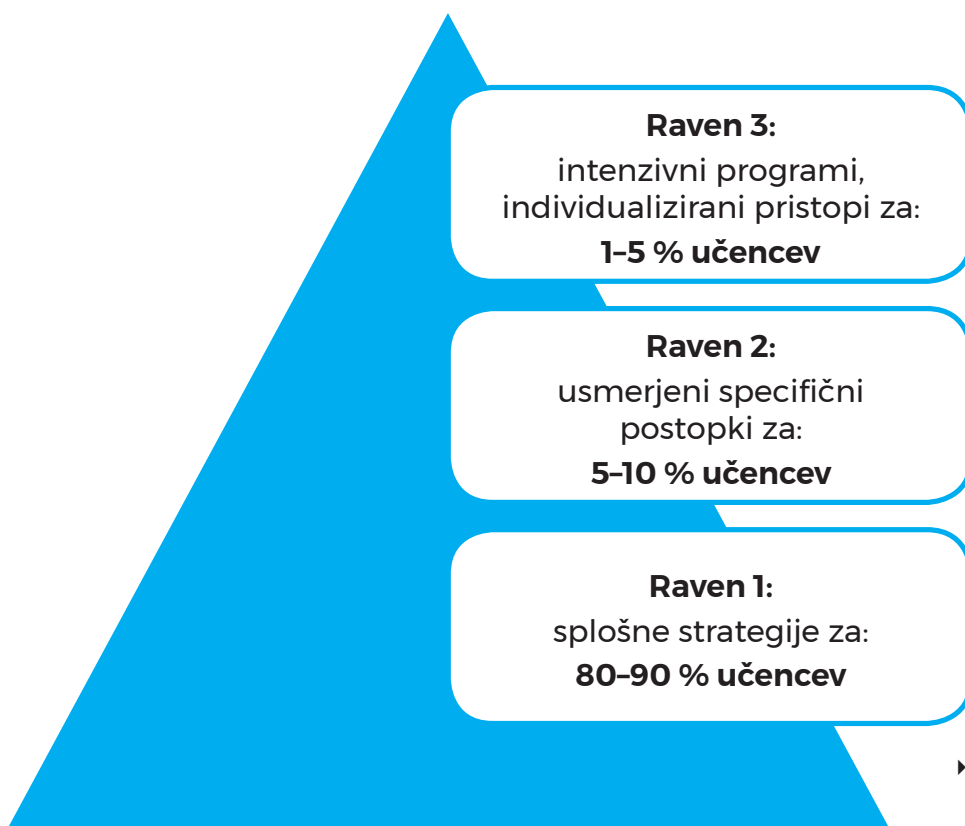 Raven 3:
intenzivni programi,
individualizirani pristopi za:
1–5 % učencev
Raven 2:
usmerjeni specifični
postopki za:
5–10 % učencev
Raven 1:
splošne strategije za:
80–90 % učencev